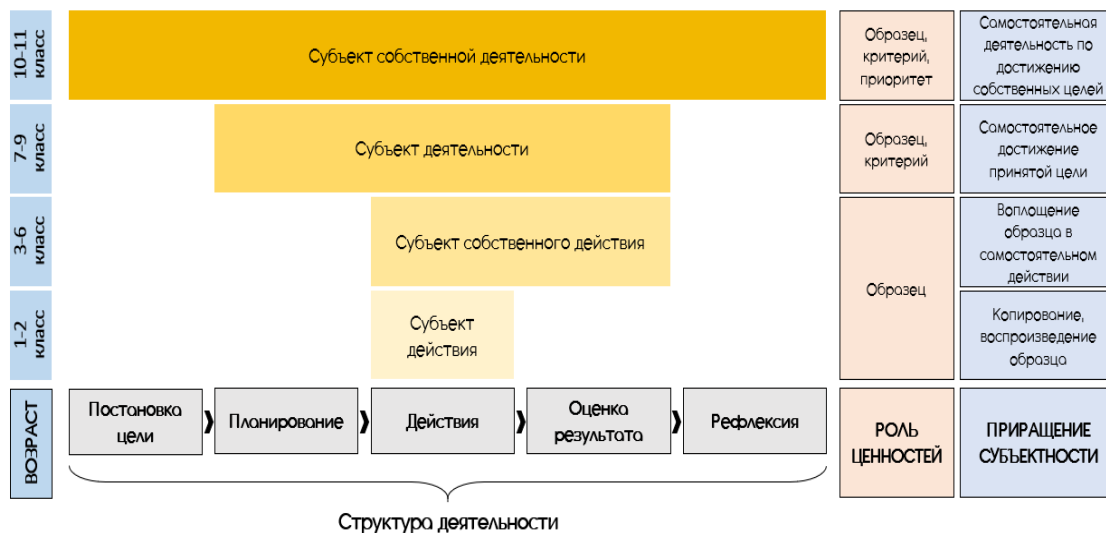 10-11
класс
Субъект собственной деятельности
Образец,
критерий,
приоритет
Самостоятельная
деятельность по
достижению
собственных целей
7-9
класс
Субъект деятельности
Образец,
критерий
Самостоятельное
достижение
принятой цели
3-6
класс
Субъект собственного действия
Образец
Воплощение
образца в
самостоятельном
действии
1-2
класс
Субъект
действия
Копирование,
воспроизведение
образца
ВОЗРАСТ
Постановка
цели
Планирование
Действия
Оценка
результата
Рефлексия
РОЛЬ
ЦЕННОСТЕЙ
ПРИРАЩЕНИЕ
СУБЪЕКТНОСТИ
Структура деятельности